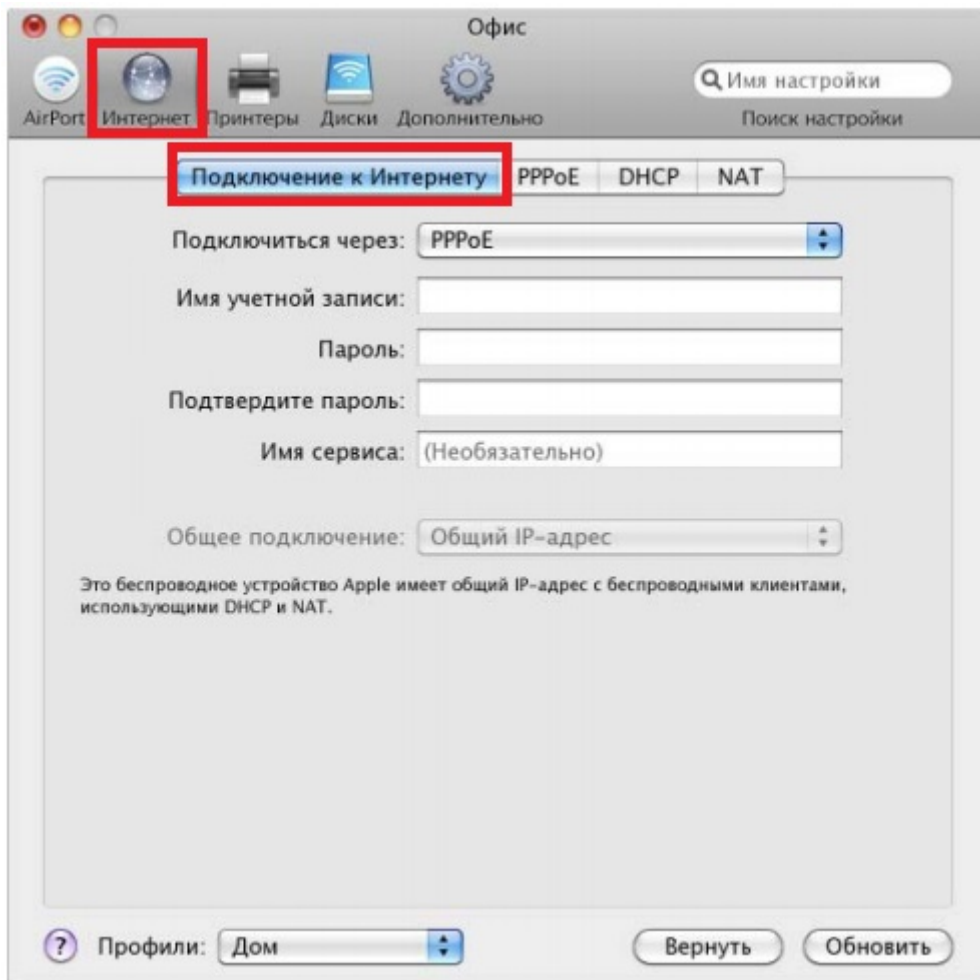 Офис
Имя настройки
AirPort Интернет Принтеры Диски Дополнительно Поиск настройки
Подключение к Интернету PPPoE DHCP NAT
Подключиться через: PPPoE
Имя учетной записи:
Пароль:
Подтвердите пароль:
Имя сервиса: (Необязательно)
Общее подключение: Общий IP-адрес
Это беспроводное устройство Apple имеет общий IP-адрес с беспроводными клиентами,
использующими DHCP и NAT.
? Профили: Дом Вернуть Обновить